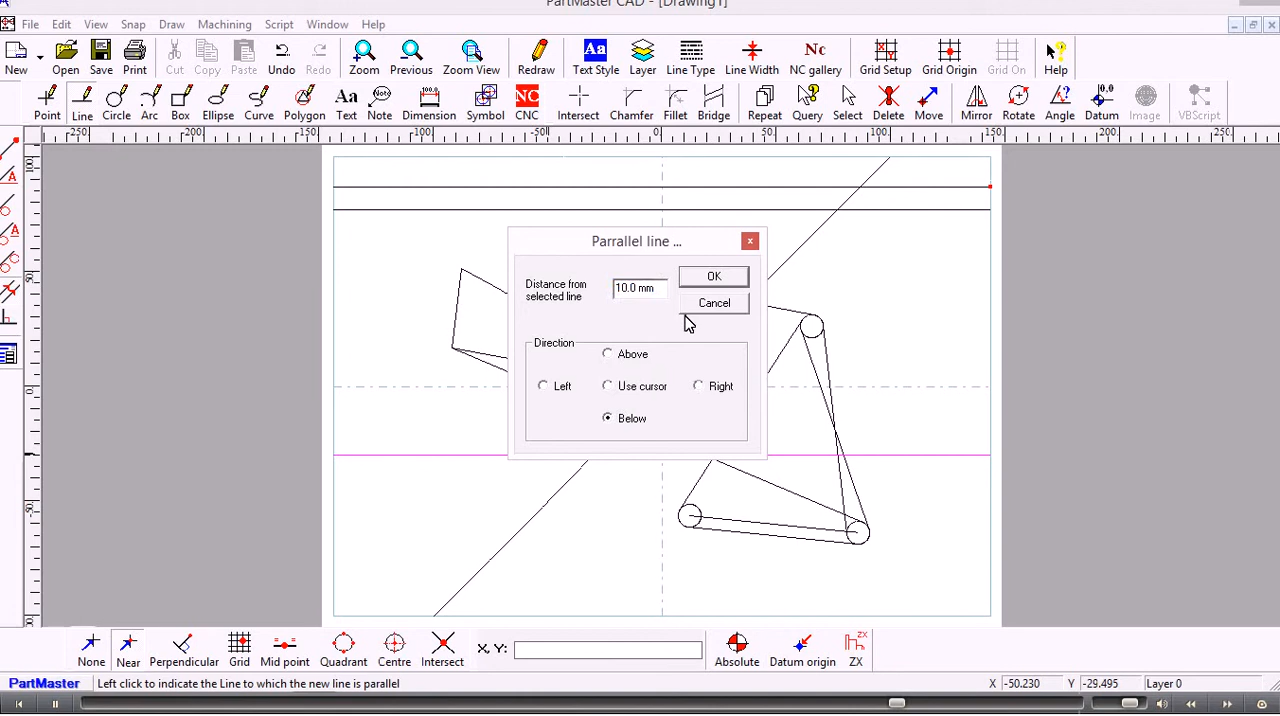 PartMaster CAD - [Drawing1]
File Edit View Snap Draw Machining Script Window Help
New Open Save Print Cut Copy Paste Undo Redo Zoom Previous Zoom View Redraw Text Style Layer Line Type Line Width NC gallery Grid Setup Grid Origin Grid On Help
Point Line Circle Arc Box Ellipse Curve Polygon Text Note Dimension Symbol CNC Intersect Chamfer Fillet Bridge Repeat Query Select Delete Move Mirror Rotate Angle Datum Image VBScript
Parrallel line ...
Distance from
selected line
10.0 mm
OK
Cancel
Direction
Above
Left Use cursor Right
Below
None Near Perpendicular Grid Mid point Quadrant Centre Intersect X, Y: Absolute Datum origin ZX
PartMaster Left click to indicate the Line to which the new line is parallel X -50.230 Y -29.495 Layer 0